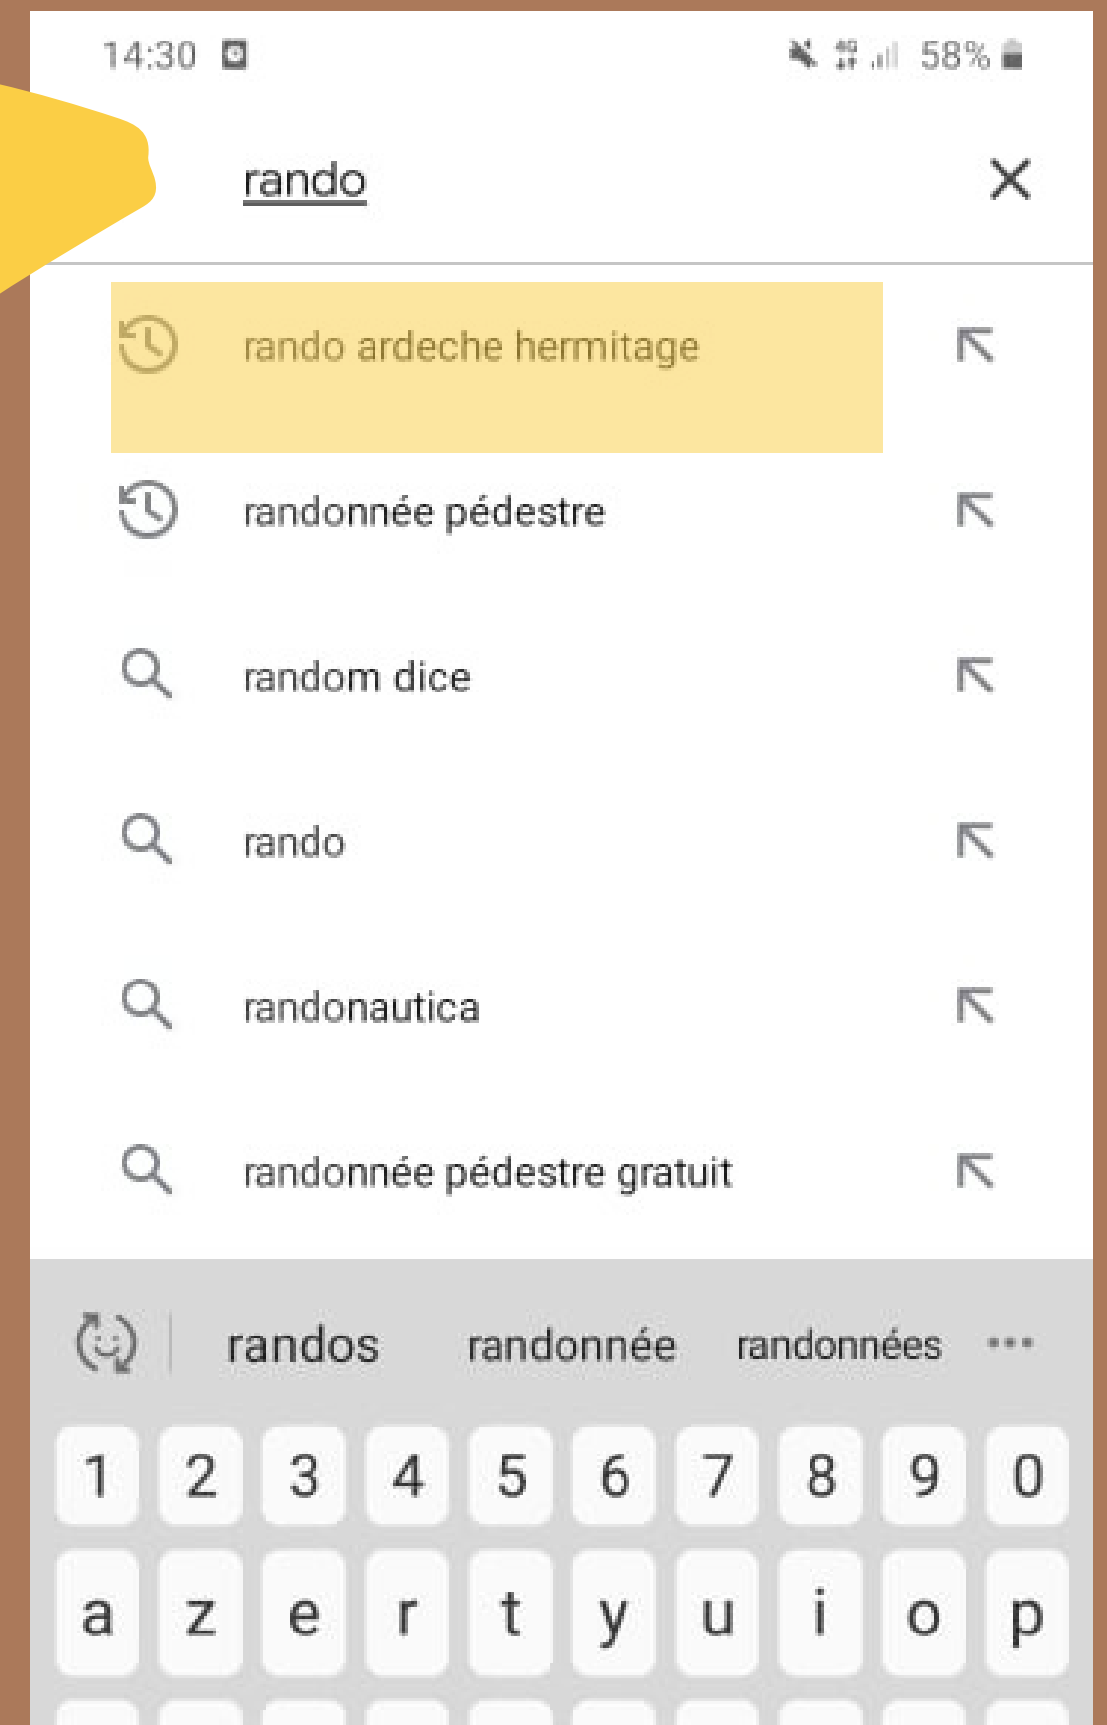 14:30 4G 58%
rando
rando ardeche hermitage
randonnée pédestre
random dice
rando
randonautica
randonnée pédestre gratuit
randos randonnée randonnées
1 2 3 4 5 6 7 8 9 0
a z e r t y u i o p